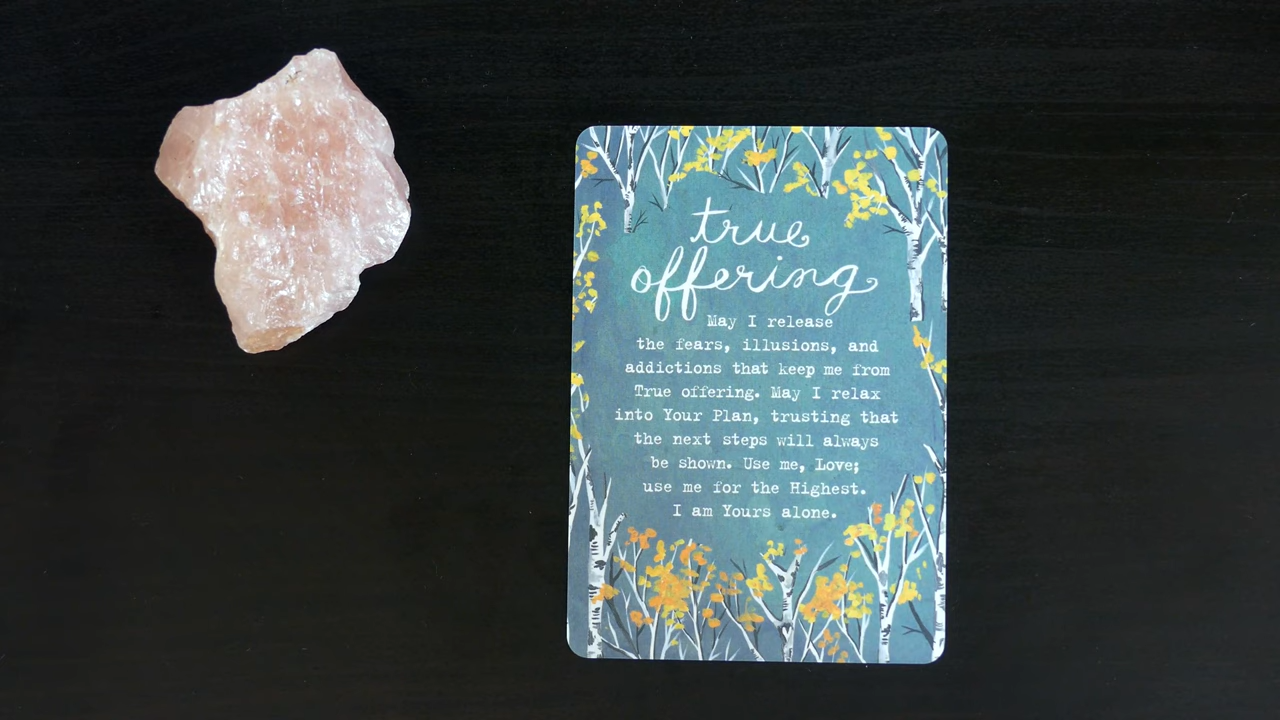 true
offering
May I release
the fears, illusions, and
addictions that keep me from
True offering. May I relax
into Your Plan, trusting that
the next steps will always
be shown. Use me, Love;
use me for the Highest.
I am Yours alone.